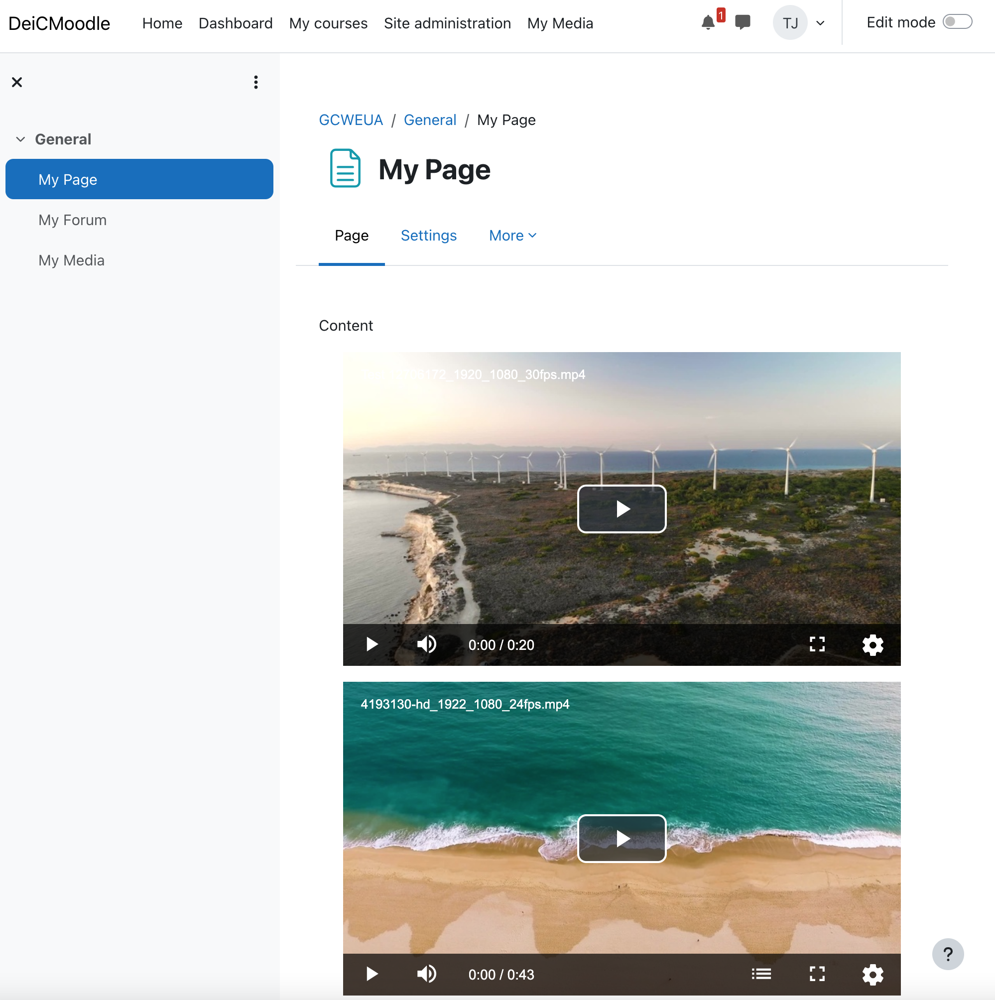 DeiCMoodle Home Dashboard My courses Site administration My Media 1 TJ Edit mode
General
My Page
My Forum
My Media
GCWEUA / General / My Page
My Page
Page Settings More
Content
172_1920_1080_30fps.mp4
0:00 / 0:20
4193130-hd_1922_1080_24fps.mp4
0:00 / 0:43
?